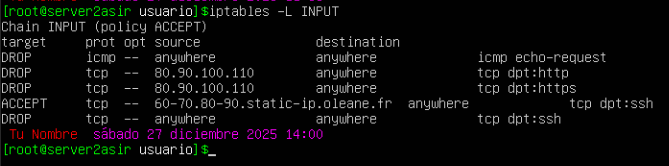 [root@server2asir usuario]$iptables -L INPUT
Chain INPUT (policy ACCEPT)
target     prot opt source               destination
DROP       icmp --  anywhere             anywhere             icmp echo-request
DROP       tcp  --  80.90.100.110        anywhere             tcp dpt:http
DROP       tcp  --  80.90.100.110        anywhere             tcp dpt:https
ACCEPT     tcp  --  60-70.80-90.static-ip.oleane.fr  anywhere             tcp dpt:ssh
DROP       tcp  --  anywhere             anywhere             tcp dpt:ssh
Tu Nombre  sábado 27 diciembre 2025 14:00
[root@server2asir usuario]$_